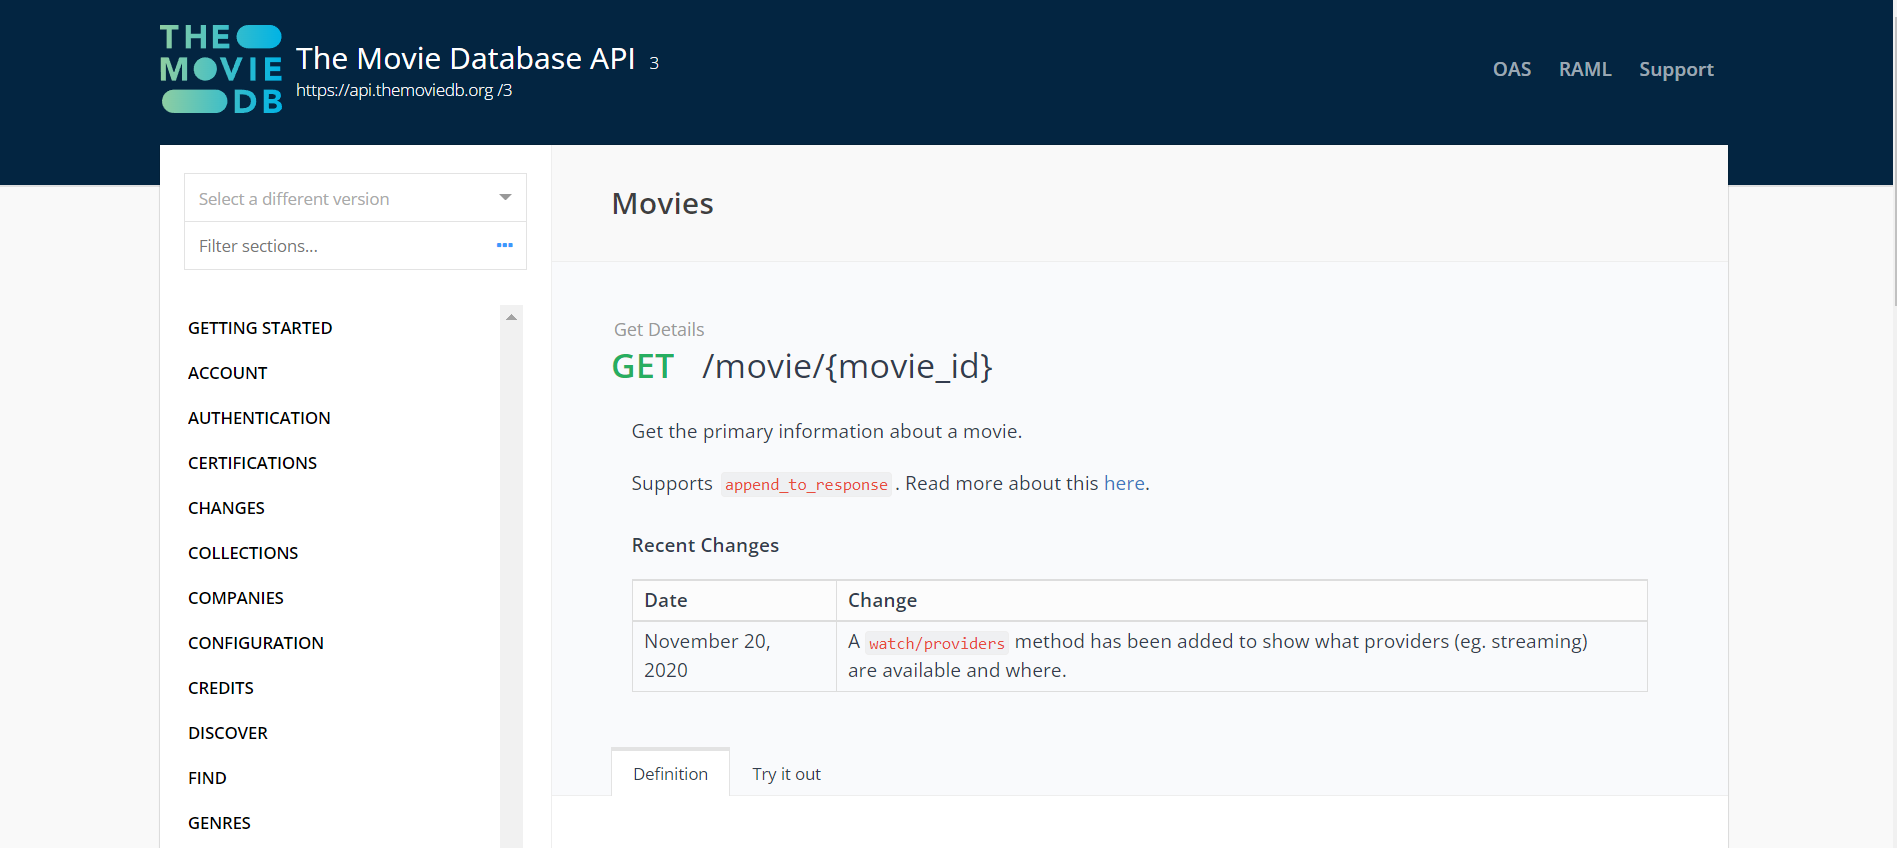 THE
MOVIE
DB
The Movie Database API 3
https://api.themoviedb.org /3
OAS RAML Support
Select a different version
Filter sections...
GETTING STARTED
ACCOUNT
AUTHENTICATION
CERTIFICATIONS
CHANGES
COLLECTIONS
COMPANIES
CONFIGURATION
CREDITS
DISCOVER
FIND
GENRES
Movies
Get Details
GET /movie/{movie_id}
Get the primary information about a movie.
Supports append_to_response. Read more about this here.
Recent Changes
Date Change
November 20, A watch/providers method has been added to show what providers (eg. streaming)
2020 are available and where.
Definition Try it out